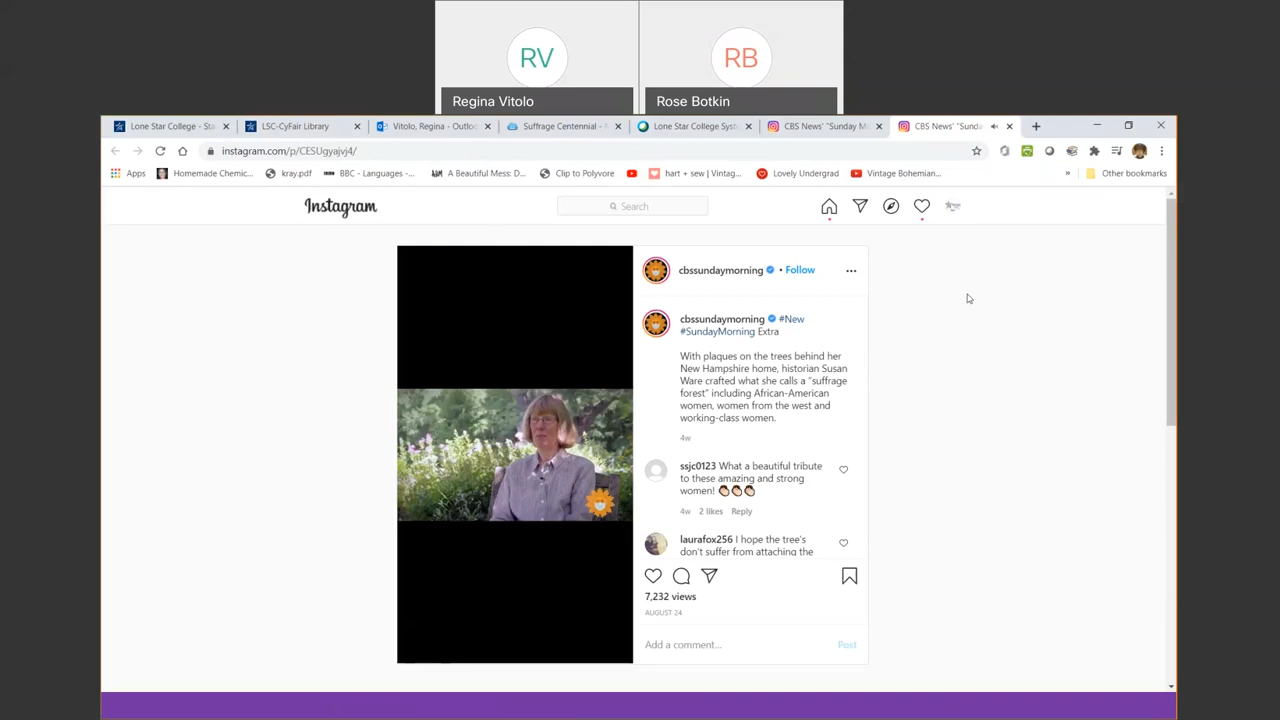 RV
RB
Regina Vitolo
Rose Botkin
Lone Star College - Sta
LSC-CyFair Library
Vitolo, Regina - Outloo
Suffrage Centennial -
Lone Star College Syst
CBS News' "Sunday M
CBS News' "Sunda
instagram.com/p/CESUgyajvj4/
Apps
Homemade Chemic...
kray.pdf
BBC - Languages -...
A Beautiful Mess: D...
Clip to Polyvore
hart + sew | Vintag...
Lovely Undergrad
Vintage Bohemian...
»
Other bookmarks
Instagram
Search
cbssundaymorning • Follow
cbssundaymorning #New
#SundayMorning Extra
With plaques on the trees behind her
New Hampshire home, historian Susan
Ware crafted what she calls a "suffrage
forest" including African-American
women, women from the west and
working-class women.
4w
ssjc0123 What a beautiful tribute
to these amazing and strong
women! 👏🏻👏🏻👏🏻
4w 2 likes Reply
laurafox256 I hope the tree's
don't suffer from attaching the
7,232 views
AUGUST 24
Add a comment...
Post